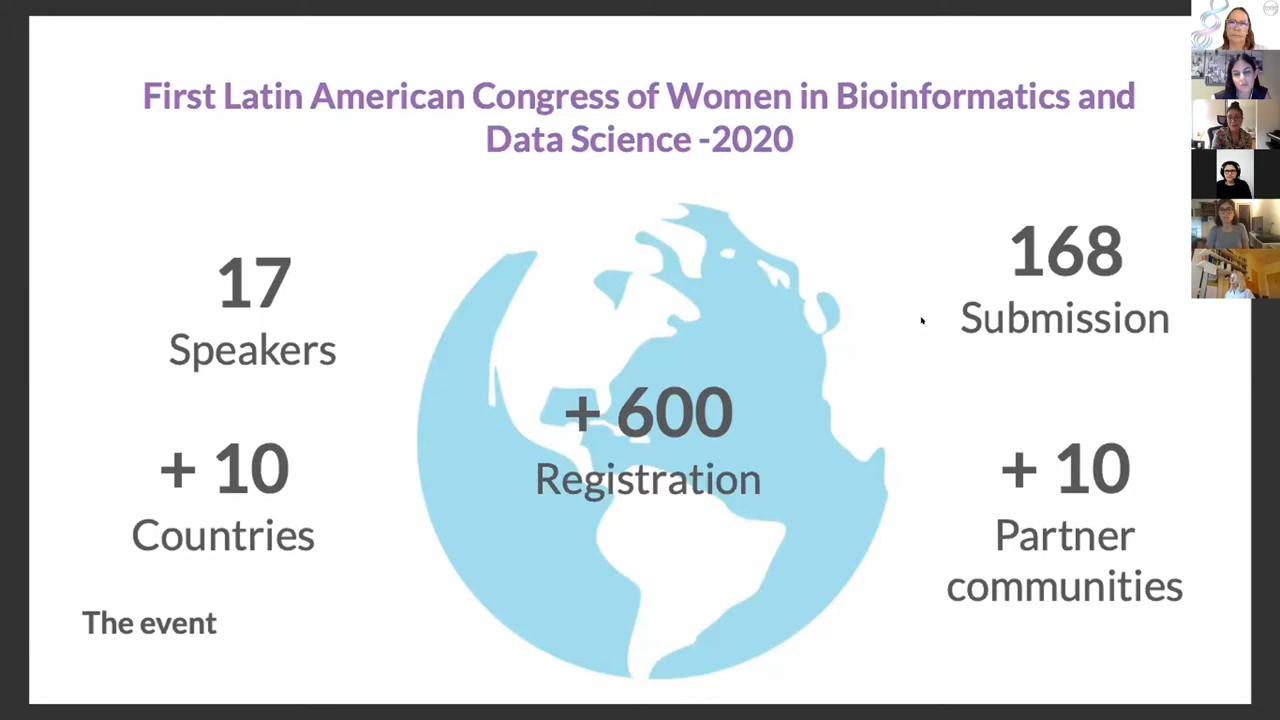 First Latin American Congress of Women in Bioinformatics and
Data Science -2020
17
Speakers
168
Submission
+ 600
Registration
+ 10
Countries
+ 10
Partner
communities
The event